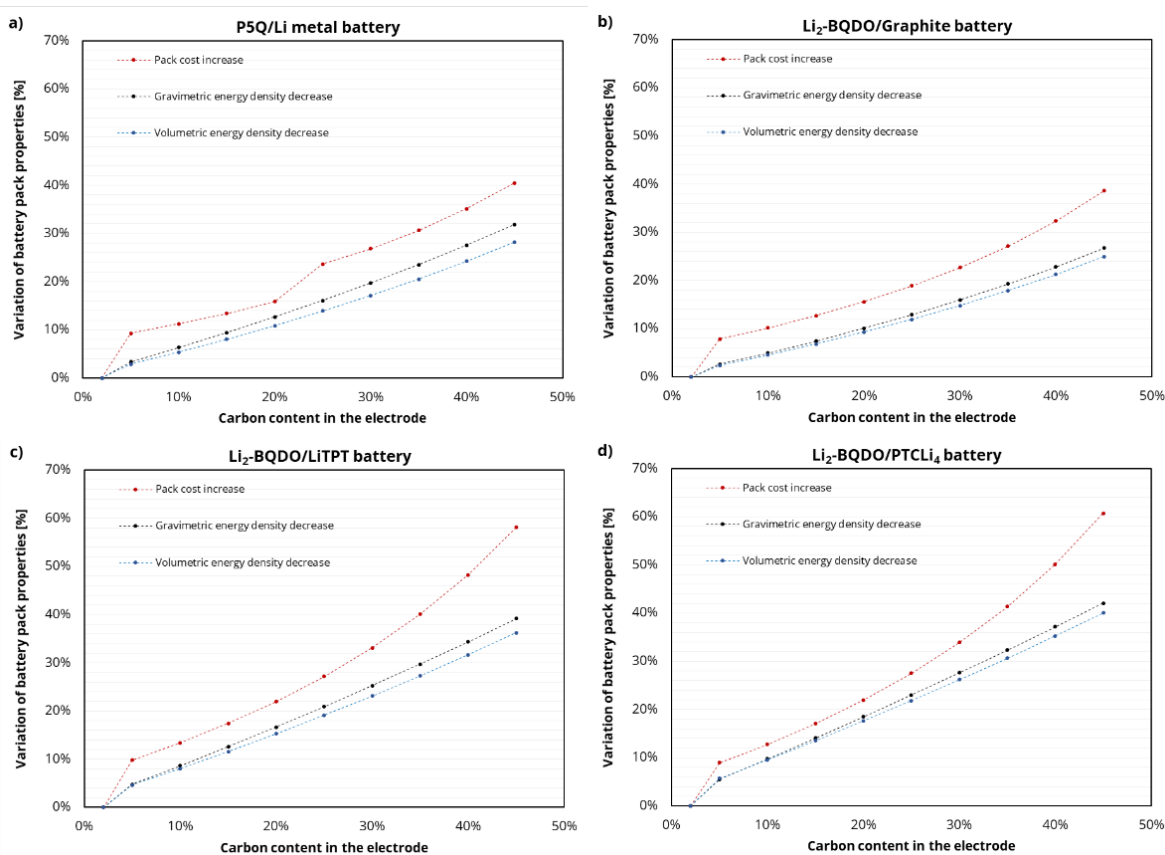 a)
P5Q/Li metal battery
Variation of battery pack properties [%]
70%
60%
50%
40%
30%
20%
10%
0%
Pack cost increase
Gravimetric energy density decrease
Volumetric energy density decrease
0% 10% 20% 30% 40% 50%
Carbon content in the electrode
b)
Li₂-BQDO/Graphite battery
Variation of battery pack properties [%]
70%
60%
50%
40%
30%
20%
10%
0%
Pack cost increase
Gravimetric energy density decrease
Volumetric energy density decrease
0% 10% 20% 30% 40% 50%
Carbon content in the electrode
c)
Li₂-BQDO/LiTPT battery
Variation of battery pack properties [%]
70%
60%
50%
40%
30%
20%
10%
0%
Pack cost increase
Gravimetric energy density decrease
Volumetric energy density decrease
0% 10% 20% 30% 40% 50%
Carbon content in the electrode
d)
Li₂-BQDO/PTCLi₄ battery
Variation of battery pack properties [%]
70%
60%
50%
40%
30%
20%
10%
0%
Pack cost increase
Gravimetric energy density decrease
Volumetric energy density decrease
0% 10% 20% 30% 40% 50%
Carbon content in the electrode